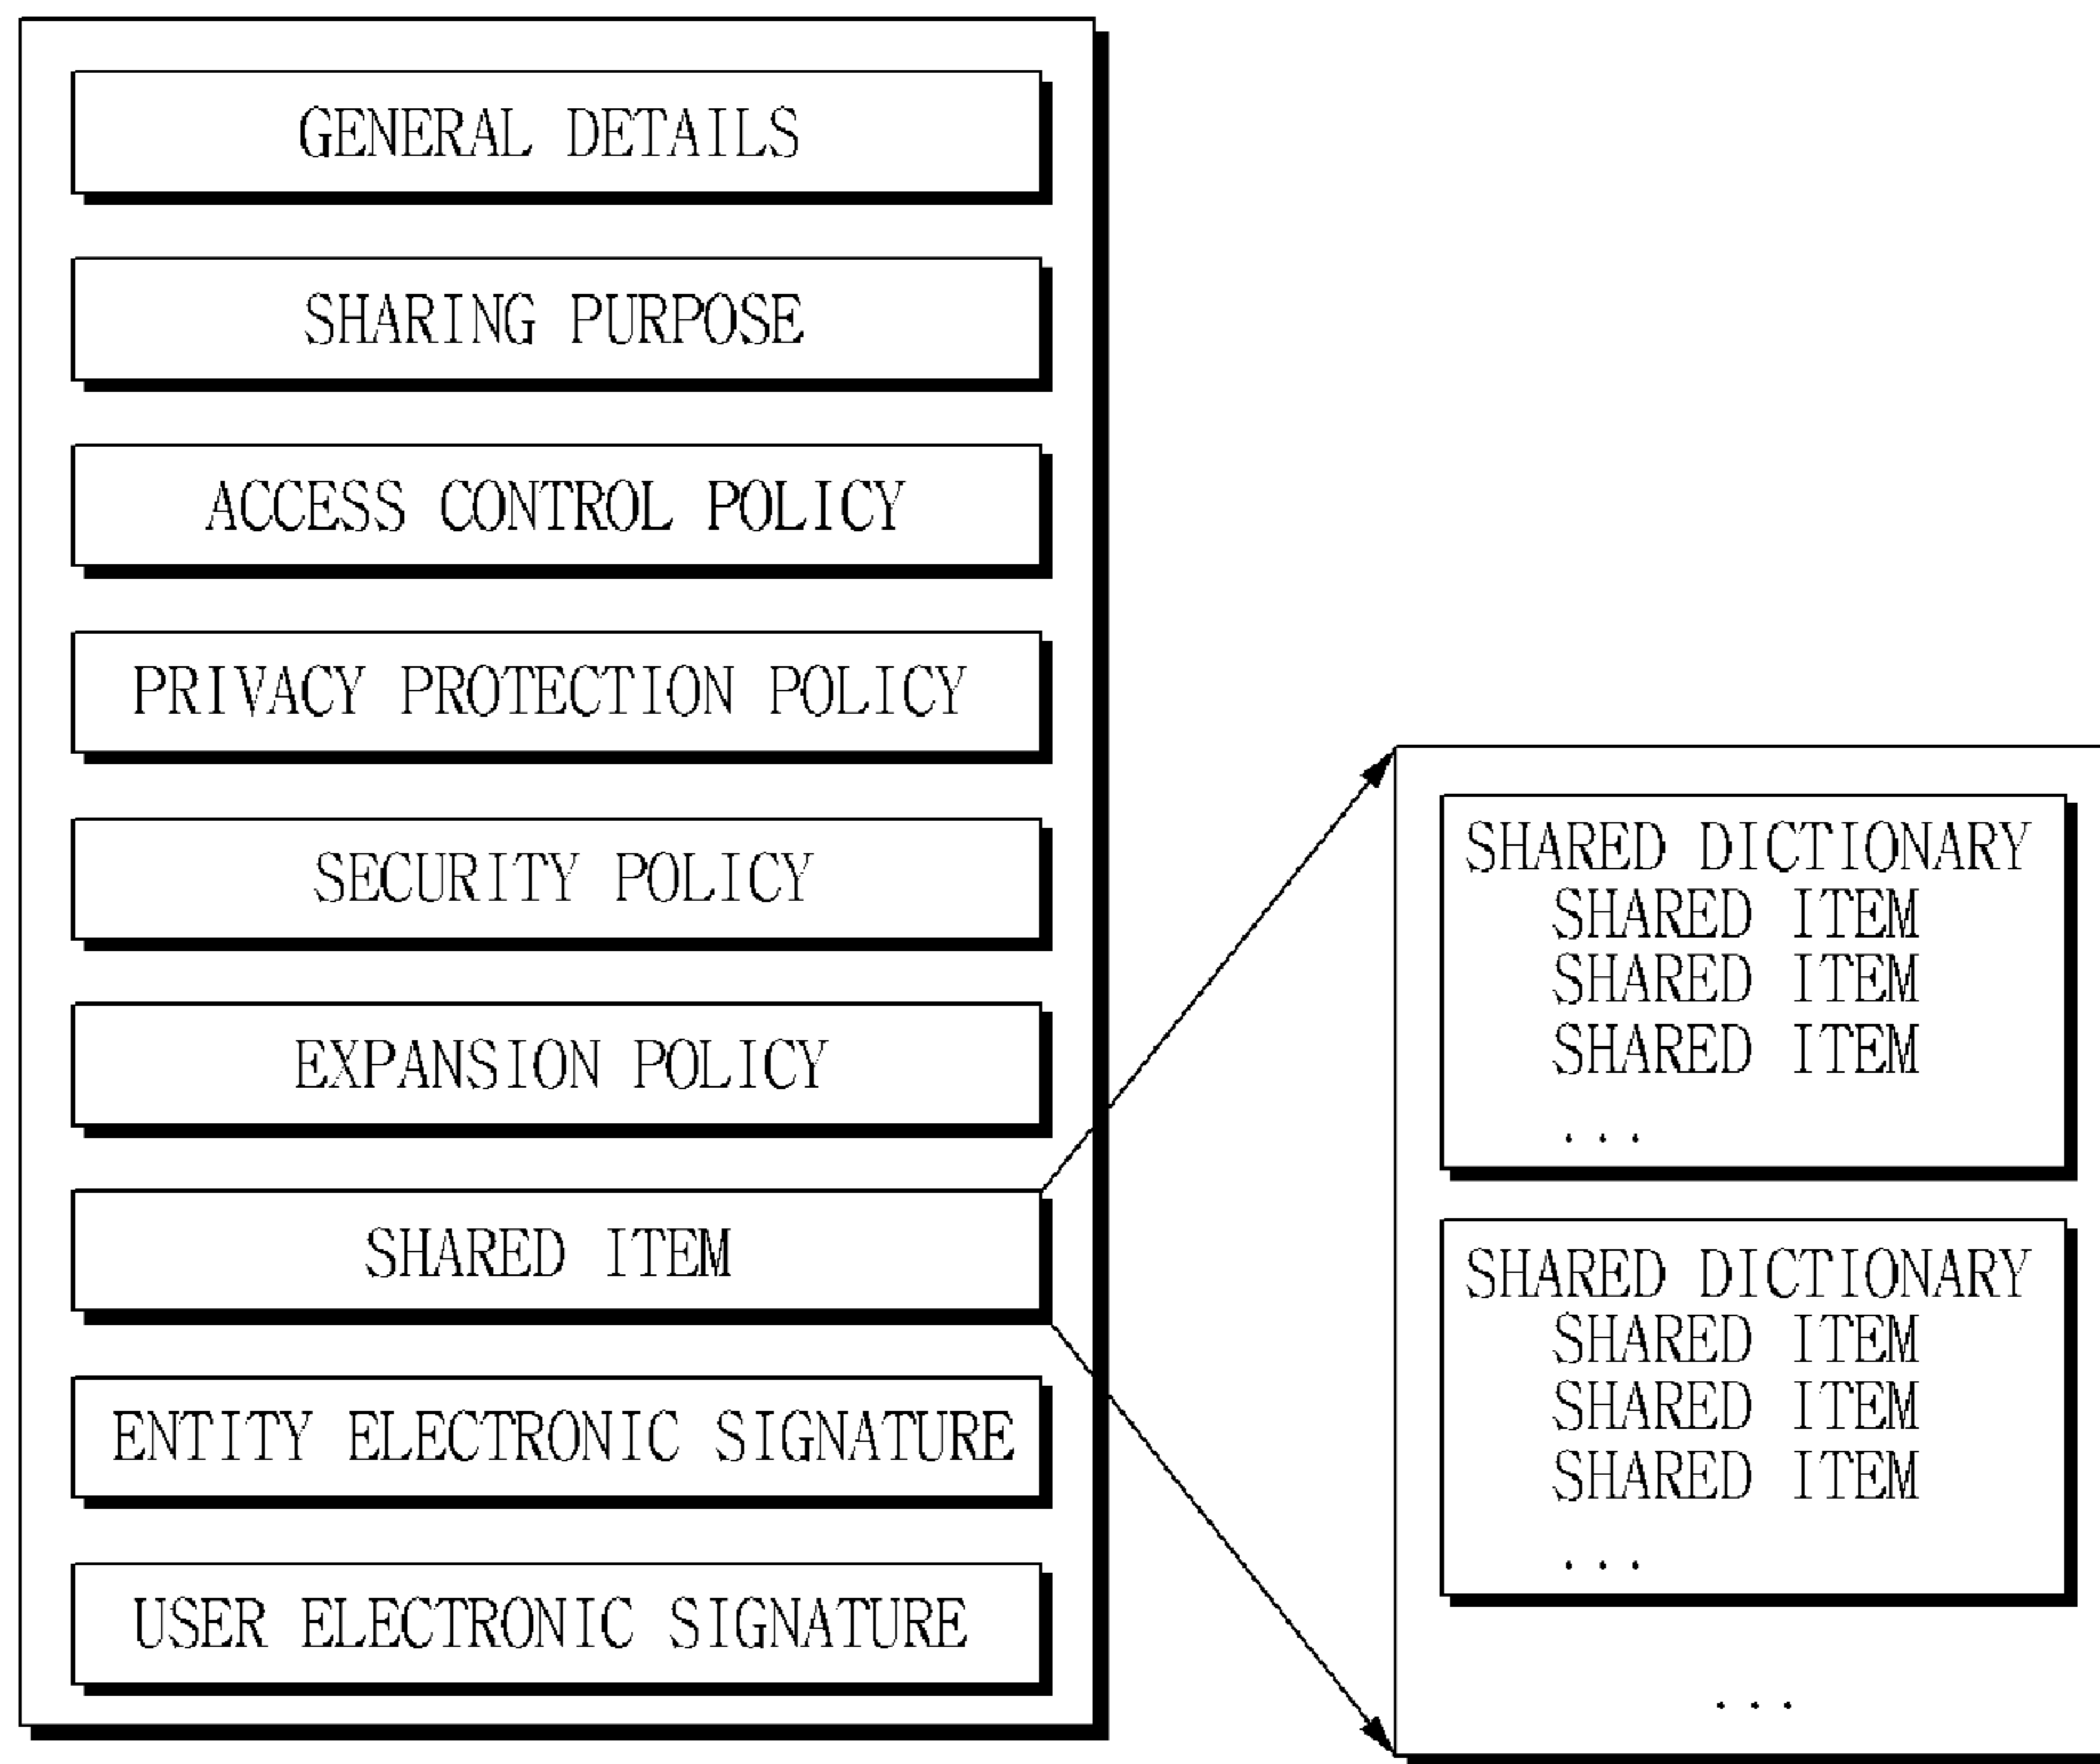 GENERAL DETAILS
SHARING PURPOSE
ACCESS CONTROL POLICY
PRIVACY PROTECTION POLICY
SECURITY POLICY
EXPANSION POLICY
SHARED ITEM
ENTITY ELECTRONIC SIGNATURE
USER ELECTRONIC SIGNATURE
SHARED DICTIONARY
SHARED ITEM
SHARED ITEM
SHARED ITEM
...
SHARED DICTIONARY
SHARED ITEM
SHARED ITEM
SHARED ITEM
...
...